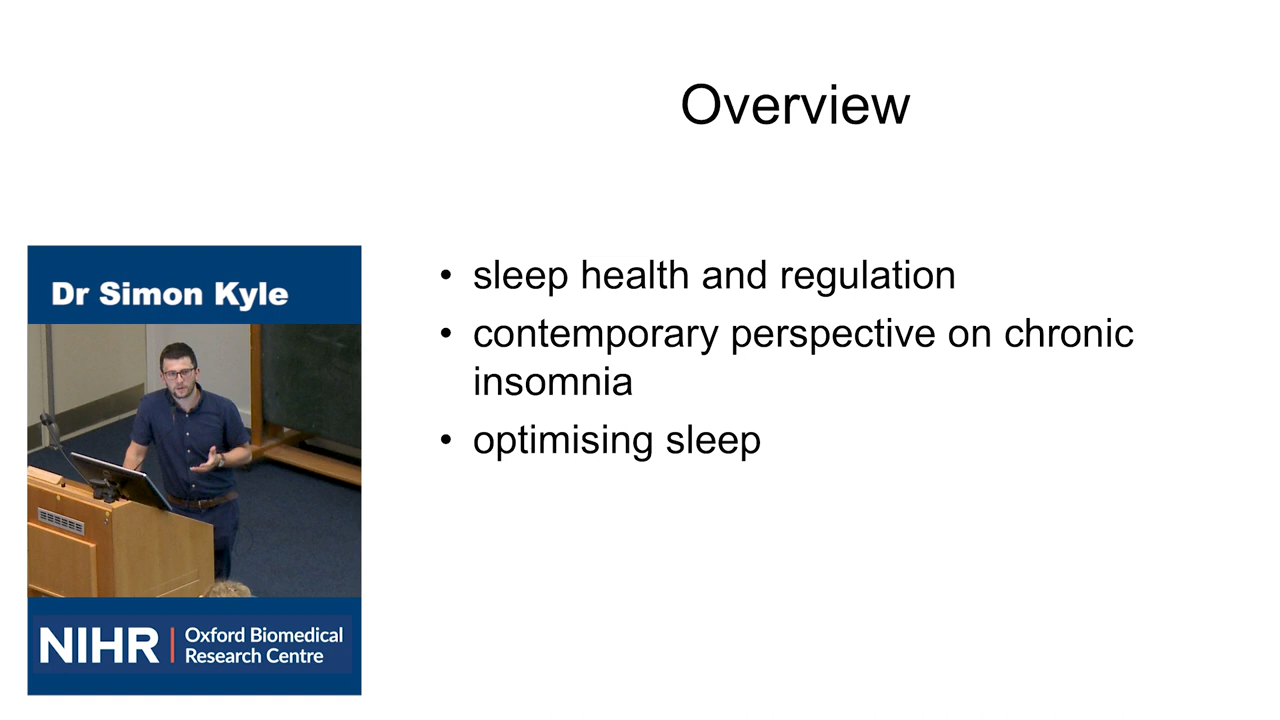 Overview
Dr Simon Kyle
• sleep health and regulation
• contemporary perspective on chronic
insomnia
• optimising sleep
NIHR | Oxford Biomedical
Research Centre